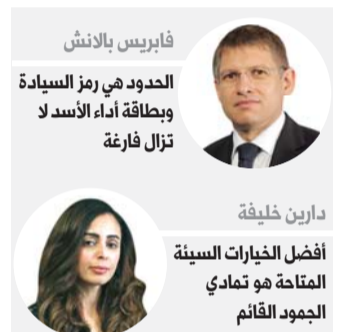 فابريس بالانش
الحدود هي رمز السيادة
وبطاقة أداء الأسد لا
تزال فارغة
دارين خليفة
أفضل الخيارات السيئة
المتاحة هو تمادي
الجمود القائم